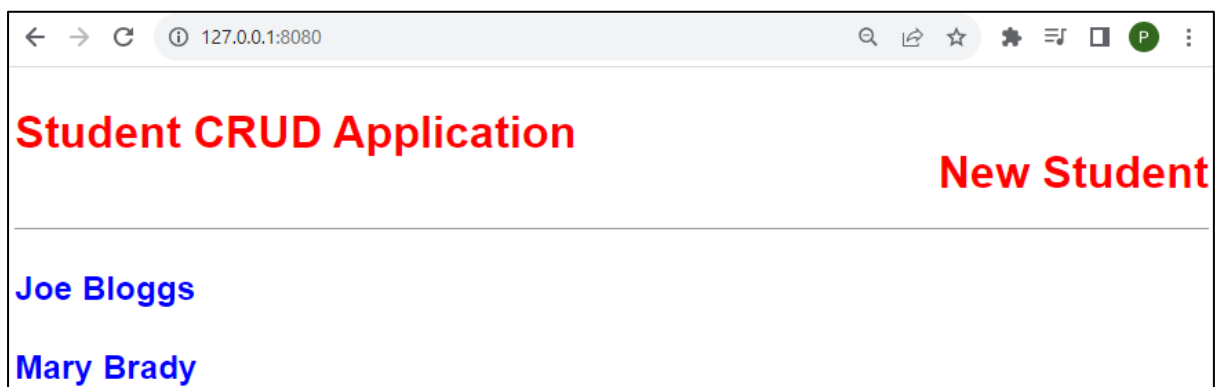 127.0.0.1:8080
P
Student CRUD Application
New Student
Joe Bloggs
Mary Brady